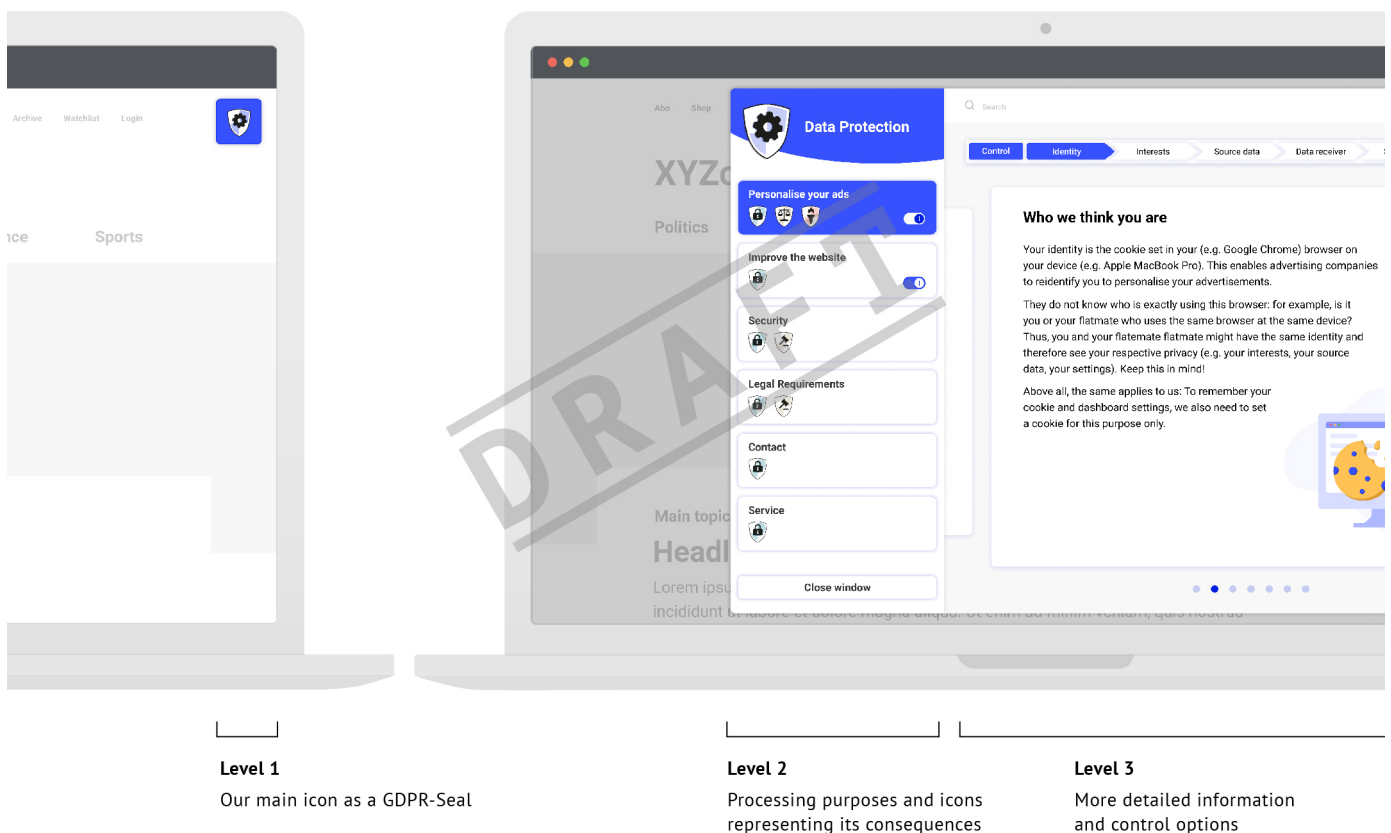 Archive Watchlist Login
Sports
Abo Shop
Politics
Main topic
Data Protection
Personalise your ads
Improve the website
Security
Legal Requirements
Contact
Service
Close window
DRAFT
Search
Control Identity Interests Source data Data receiver
Who we think you are
Your identity is the cookie set in your (e.g. Google Chrome) browser on
your device (e.g. Apple MacBook Pro). This enables advertising companies
to reidentify you to personalise your advertisements.
They do not know who is exactly using this browser: for example, is it
you or your flatmate who uses the same browser at the same device?
Thus, you and your flatemate flatmate might have the same identity and
therefore see your respective privacy (e.g. your interests, your source
data, your settings). Keep this in mind!
Above all, the same applies to us: To remember your
cookie and dashboard settings, we also need to set
a cookie for this purpose only.
Level 1
Our main icon as a GDPR-Seal
Level 2
Processing purposes and icons
representing its consequences
Level 3
More detailed information
and control options